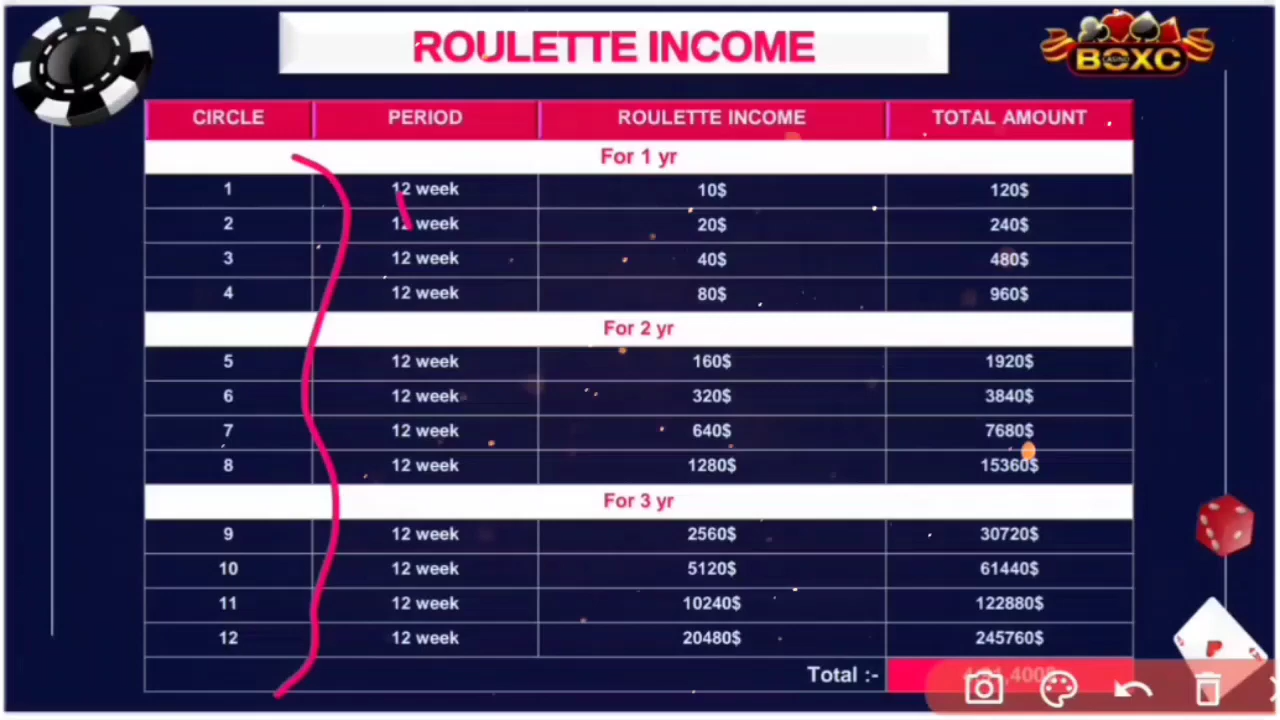 ROULETTE INCOME
BOXC
CASINO
CIRCLE PERIOD ROULETTE INCOME TOTAL AMOUNT
For 1 yr
1 12 week 10$ 120$
2 12 week 20$ 240$
3 12 week 40$ 480$
4 12 week 80$ 960$
For 2 yr
5 12 week 160$ 1920$
6 12 week 320$ 3840$
7 12 week 640$ 7680$
8 12 week 1280$ 15360$
For 3 yr
9 12 week 2560$ 30720$
10 12 week 5120$ 61440$
11 12 week 10240$ 122880$
12 12 week 20480$ 245760$
Total :-